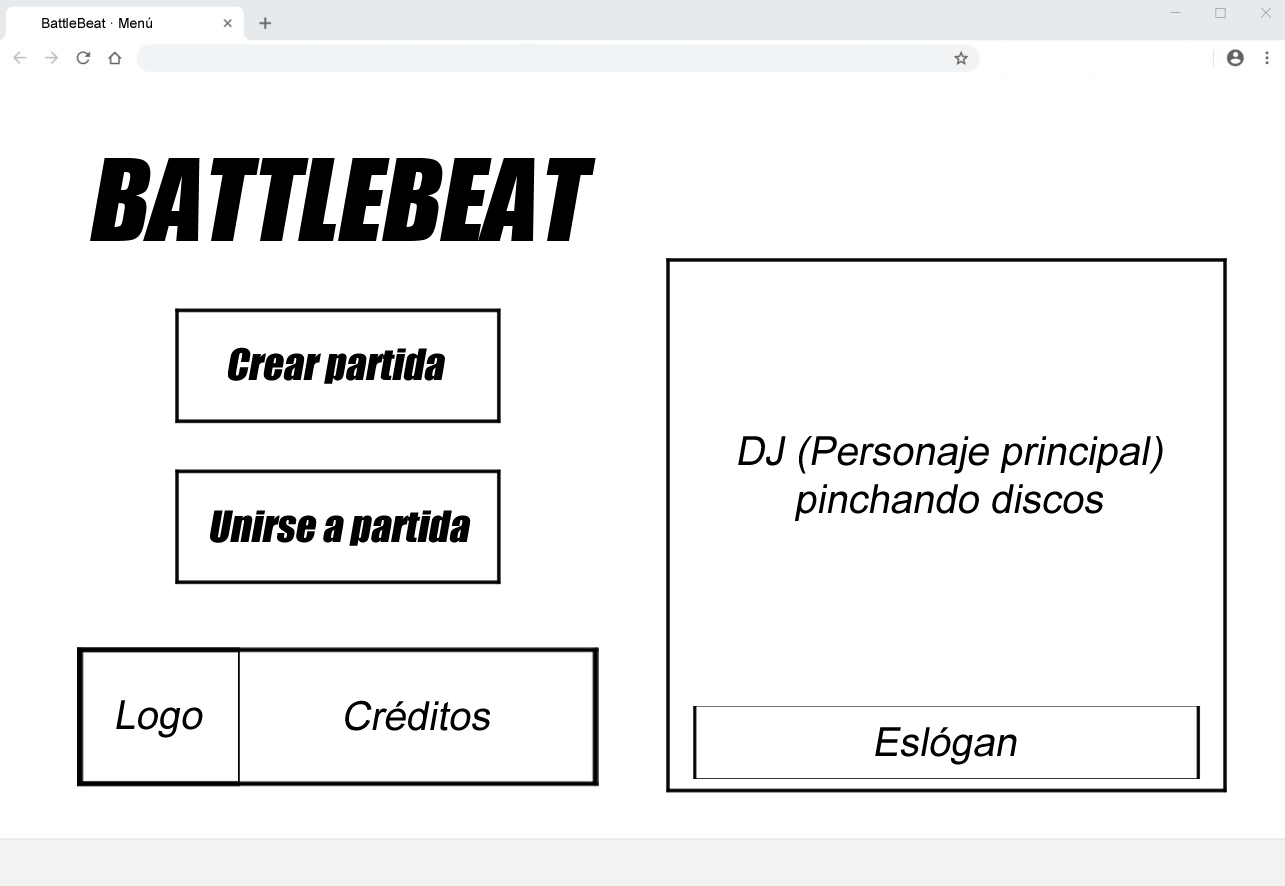 BattleBeat · Menú
BATTLEBEAT
Crear partida
Unirse a partida
Logo
Créditos
DJ (Personaje principal)
pinchando discos
Eslógan